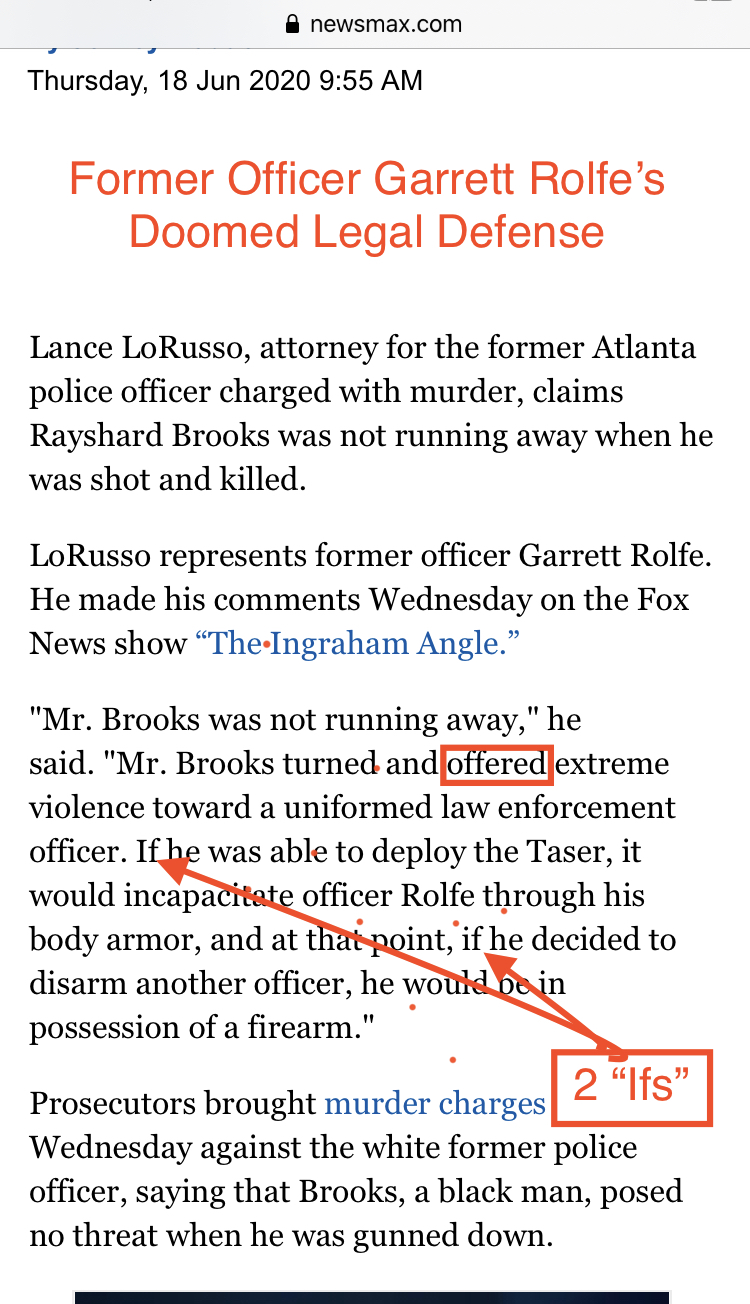 newsmax.com
Thursday, 18 Jun 2020 9:55 AM
Former Officer Garrett Rolfe’s
Doomed Legal Defense
Lance LoRusso, attorney for the former Atlanta
police officer charged with murder, claims
Rayshard Brooks was not running away when he
was shot and killed.
LoRusso represents former officer Garrett Rolfe.
He made his comments Wednesday on the Fox
News show “The Ingraham Angle.”
"Mr. Brooks was not running away," he
said. "Mr. Brooks turned and offered extreme
violence toward a uniformed law enforcement
officer. If he was able to deploy the Taser, it
would incapacitate officer Rolfe through his
body armor, and at that point, if he decided to
disarm another officer, he would be in
possession of a firearm."
2 “Ifs”
Prosecutors brought murder charges
Wednesday against the white former police
officer, saying that Brooks, a black man, posed
no threat when he was gunned down.